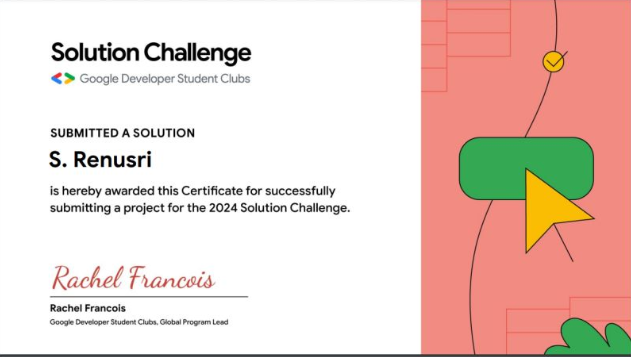 Solution Challenge
Google Developer Student Clubs
SUBMITTED A SOLUTION
S. Renusri
is hereby awarded this Certificate for successfully
submitting a project for the 2024 Solution Challenge.
Rachel Francois
Rachel Francois
Google Developer Student Clubs, Global Program Lead